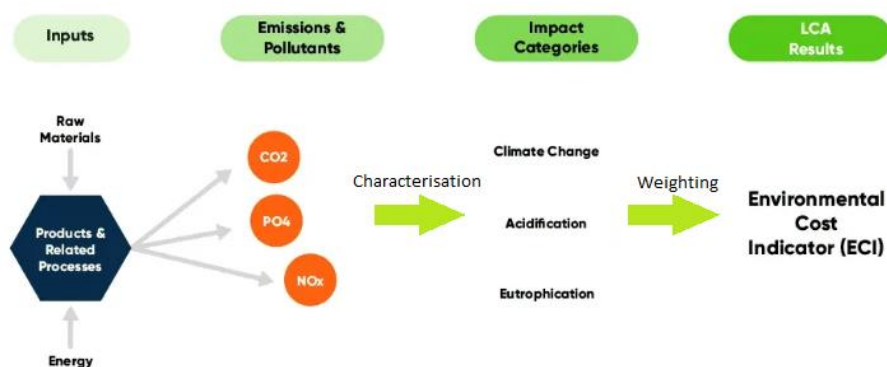 Inputs
Emissions &
Pollutants
Impact
Categories
LCA
Results
Raw
Materials
Products &
Related
Processes
Energy
CO2
PO4
NOx
Characterisation
Climate Change
Acidification
Eutrophication
Weighting
Environmental
Cost
Indicator (ECI)